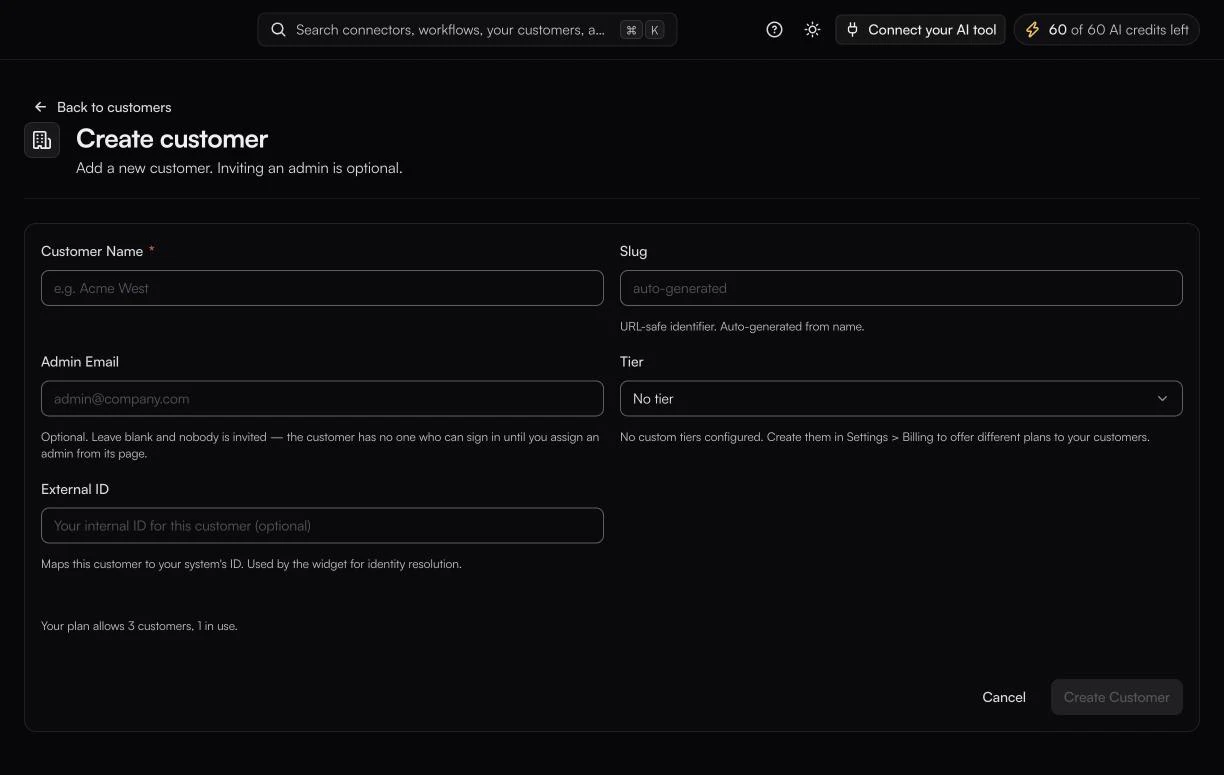 Search connectors, workflows, your customers, a... ⌘ K
Connect your AI tool
60 of 60 AI credits left
Back to customers
Create customer
Add a new customer. Inviting an admin is optional.
Customer Name *
Slug
e.g. Acme West
auto-generated
URL-safe identifier. Auto-generated from name.
Admin Email
Tier
admin@company.com
No tier
Optional. Leave blank and nobody is invited — the customer has no one who can sign in until you assign an
admin from its page.
No custom tiers configured. Create them in Settings > Billing to offer different plans to your customers.
External ID
Your internal ID for this customer (optional)
Maps this customer to your system's ID. Used by the widget for identity resolution.
Your plan allows 3 customers, 1 in use.
Cancel
Create Customer